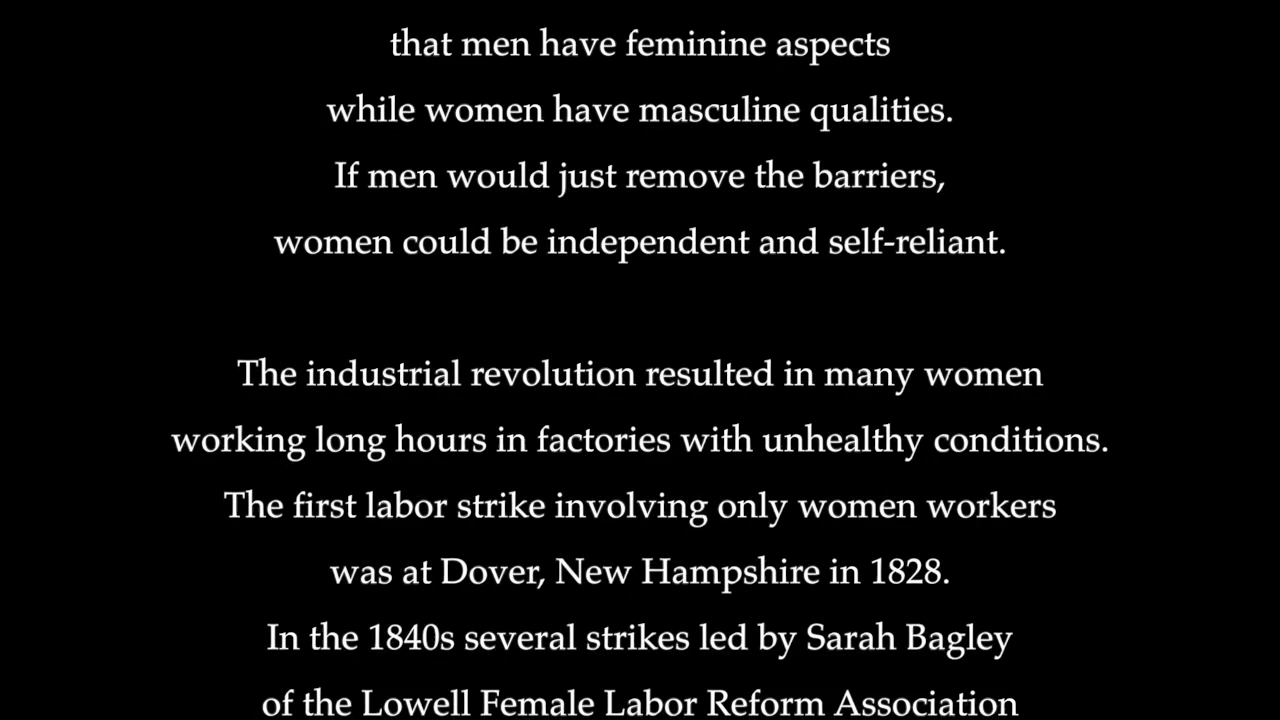 that men have feminine aspects
while women have masculine qualities.
If men would just remove the barriers,
women could be independent and self-reliant.
The industrial revolution resulted in many women
working long hours in factories with unhealthy conditions.
The first labor strike involving only women workers
was at Dover, New Hampshire in 1828.
In the 1840s several strikes led by Sarah Bagley
of the Lowell Female Labor Reform Association